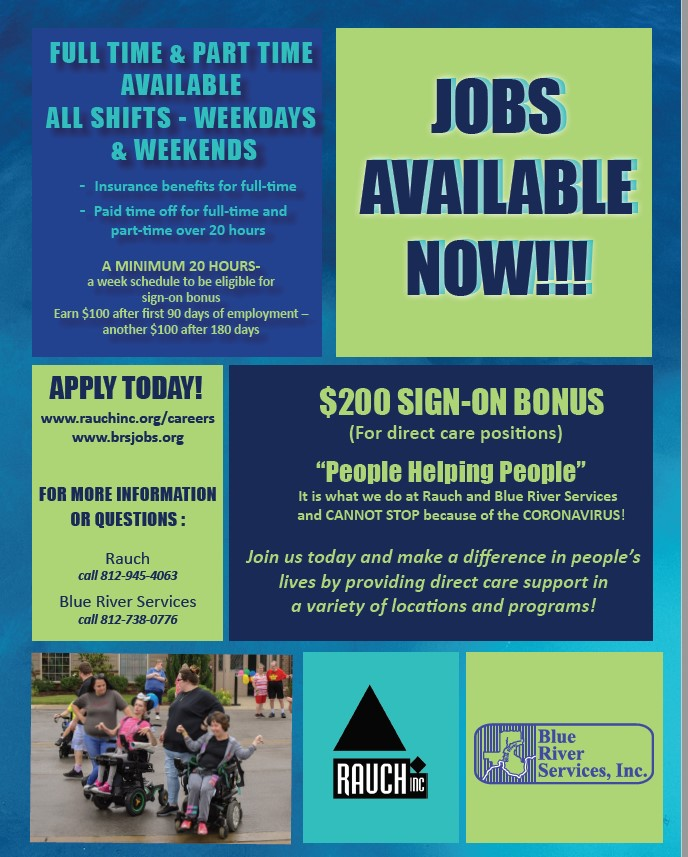 FULL TIME & PART TIME
AVAILABLE
ALL SHIFTS - WEEKDAYS
& WEEKENDS
- Insurance benefits for full-time
- Paid time off for full-time and
part-time over 20 hours
A MINIMUM 20 HOURS-
a week schedule to be eligible for
sign-on bonus
Earn $100 after first 90 days of employment –
another $100 after 180 days
JOBS
AVAILABLE
NOW!!!
APPLY TODAY!
www.rauchinc.org/careers
www.brsjobs.org
FOR MORE INFORMATION
OR QUESTIONS :
Rauch
call 812-945-4063
Blue River Services
call 812-738-0776
$200 SIGN-ON BONUS
(For direct care positions)
“People Helping People”
It is what we do at Rauch and Blue River Services
and CANNOT STOP because of the CORONAVIRUS!
Join us today and make a difference in people’s
lives by providing direct care support in
a variety of locations and programs!
RAUCH INC
Blue
River
Services, Inc.